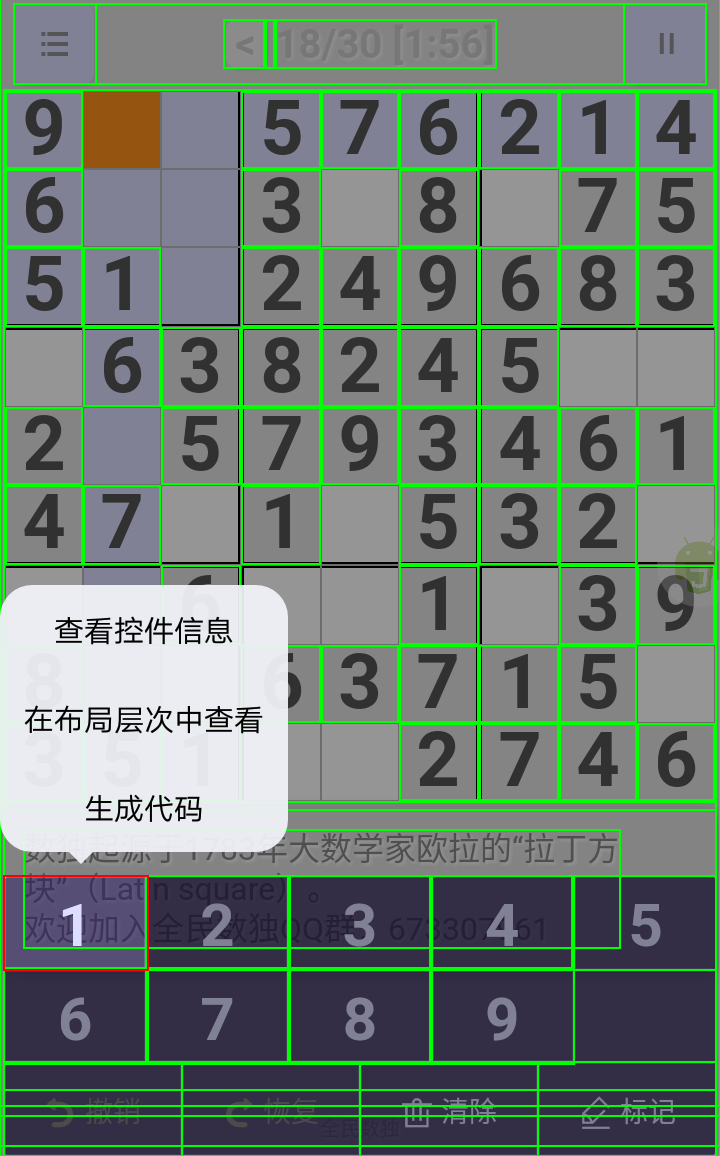 < 18/30 [1:56]
9 5 7 6 2 1 4
6 3 8 7 5
5 1 2 4 9 6 8 3
6 3 8 2 4 5
2 5 7 9 3 4 6 1
4 7 1 5 3 2
6 1 3 9
查看控件信息
8 6 3 7 1 5
在布局层次中查看
3 5 1 2 7 4 6
生成代码
数独起源于1783年大数学家欧拉的“拉丁方
块”（Latin square）。
欢迎加入全民数独QQ群
1 2 3 4 5
6 7 8 9
撤销 恢复 清除 标记
全民数独